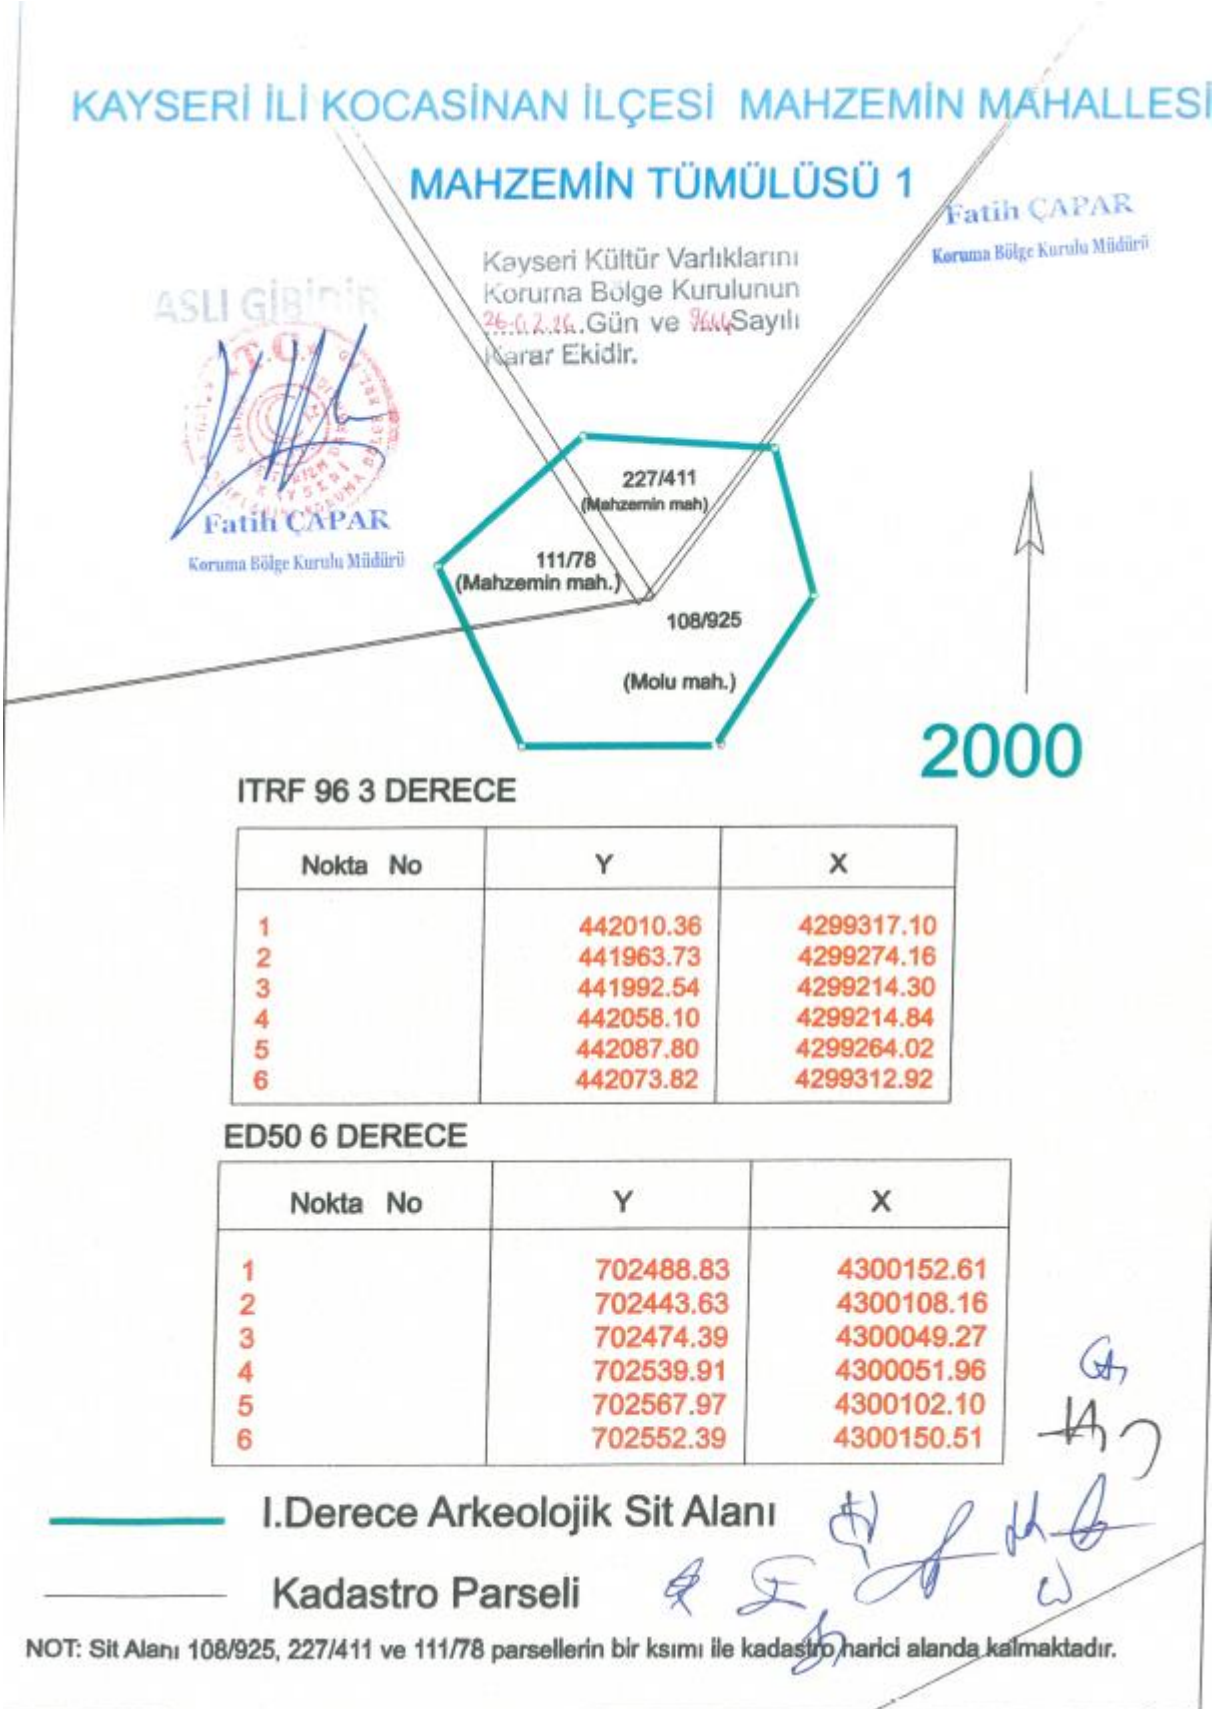 KAYSERİ İLİ KOCASİNAN İLÇESİ MAHZEMİN MAHALLESİ
MAHZEMİN TÜMÜLÜSÜ 1
Fatih ÇAPAR
Koruma Bölge Kurulu Müdürü
Kayseri Kültür Varlıklarını
Koruma Bölge Kurulunun
Gün ve Sayılı
Karar Ekidir.
ASLI GİBİDİR
T.C.
Fatih ÇAPAR
Koruma Bölge Kurulu Müdürü
227/411
(Mahzemin mah)
111/78
(Mahzemin mah.)
108/925
(Molu mah.)
2000
ITRF 96 3 DERECE
Nokta No Y X
1 442010.36 4299317.10
2 441963.73 4299274.16
3 441992.54 4299214.30
4 442058.10 4299214.84
5 442087.80 4299264.02
6 442073.82 4299312.92
ED50 6 DERECE
Nokta No Y X
1 702488.83 4300152.61
2 702443.63 4300108.16
3 702474.39 4300049.27
4 702539.91 4300051.96
5 702567.97 4300102.10
6 702552.39 4300150.51
I.Derece Arkeolojik Sit Alanı
Kadastro Parseli
NOT: Sit Alanı 108/925, 227/411 ve 111/78 parsellerin bir ksımı ile kadastro harici alanda kalmaktadır.